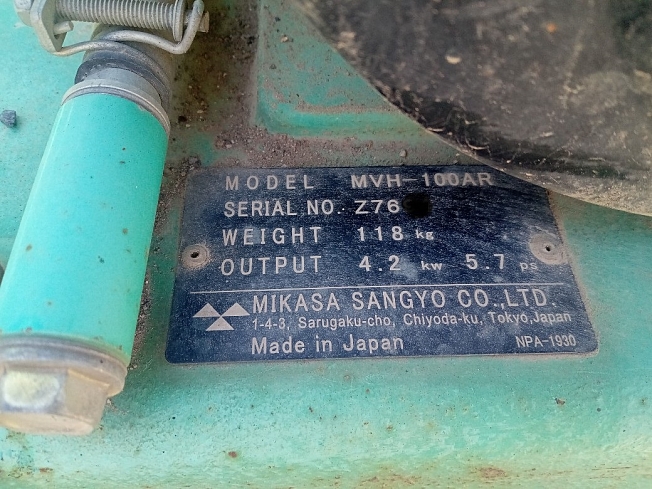 MODEL MVH-100AR
SERIAL NO. Z76
WEIGHT 118 kg
OUTPUT 4.2 kw 5.7 ps
MIKASA SANGYO CO.,LTD.
1-4-3, Sarugaku-cho, Chiyoda-ku, Tokyo,Japan
Made in Japan NPA-1930